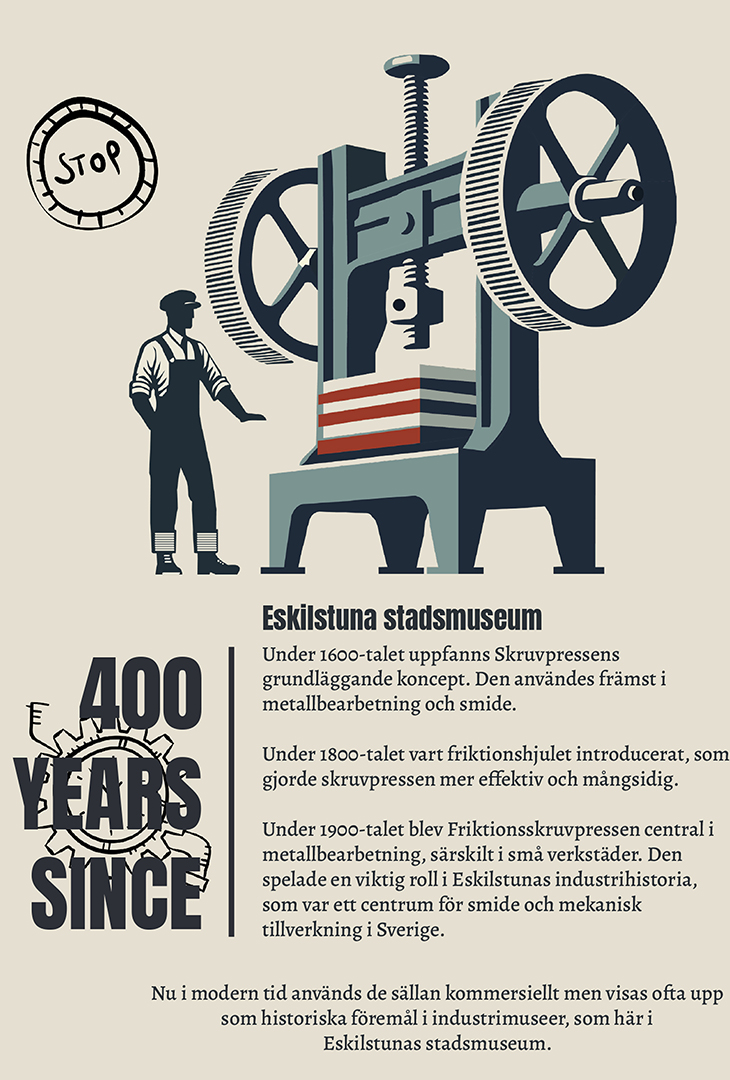 STOP
Eskilstuna stadsmuseum
Under 1600-talet uppfanns Skruvpressens
grundläggande koncept. Den användes främst i
metallbearbetning och smide.
Under 1800-talet vart friktionshjulet introducerat, som
gjorde skruvpressen mer effektiv och mångsidig.
Under 1900-talet blev Friktionsskruvpressen central i
metallbearbetning, särskilt i små verkstäder. Den
spelade en viktig roll i Eskilstunas industrihistoria,
som var ett centrum för smide och mekanisk
tillverkning i Sverige.
400
YEARS
SINCE
Nu i modern tid används de sällan kommersiellt men visas ofta upp
som historiska föremål i industrimuseer, som här i
Eskilstunas stadsmuseum.